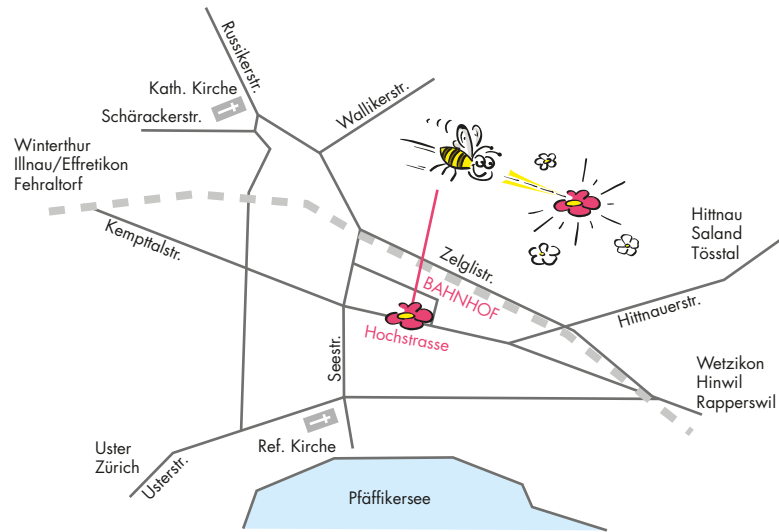 Russikerstr.
Kath. Kirche
Wallikerstr.
Schärackerstr.
Winterthur
Illnau/Effretikon
Fehraltorf
Kempttalstr.
Hittnau
Saland
Tösstal
Zelglistr.
BAHNHOF
Hittnauerstr.
Hochstrasse
Seestr.
Wetzikon
Hinwil
Rapperswil
Uster
Zürich
Usterstr.
Ref. Kirche
Pfäffikersee